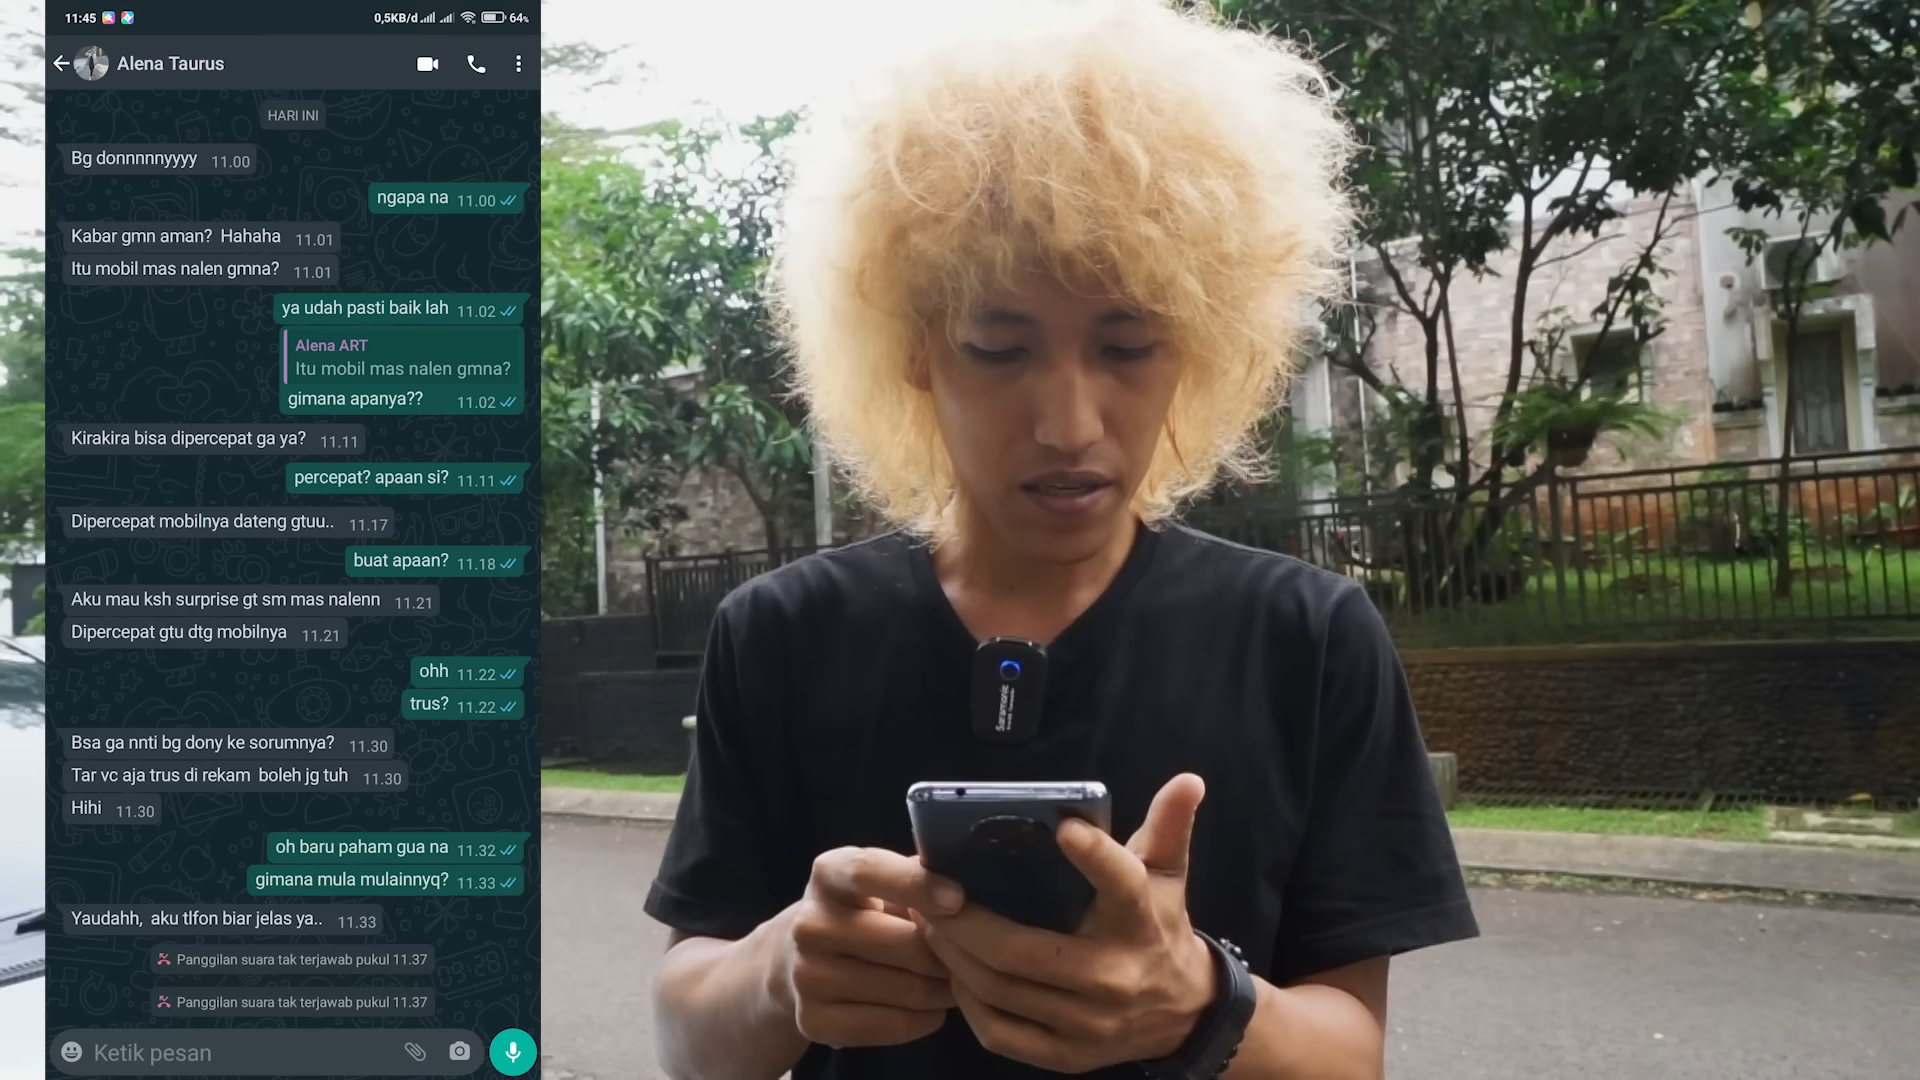 11:45
0,5KB/d 64%
Alena Taurus
HARI INI
Bg donnnnnyyyy 11.00
ngapa na 11.00
Kabar gmn aman? Hahaha 11.01
Itu mobil mas nalen gmna? 11.01
ya udah pasti baik lah 11.02
Alena ART
Itu mobil mas nalen gmna?
gimana apanya?? 11.02
Kirakira bisa dipercepat ga ya? 11.11
percepat? apaan si? 11.11
Dipercepat mobilnya dateng gtuu.. 11.17
buat apaan? 11.18
Aku mau ksh surprise gt sm mas nalenn 11.21
Dipercepat gtu dtg mobilnya 11.21
ohh 11.22
trus? 11.22
Bsa ga nnti bg dony ke sorumnya? 11.30
Tar vc aja trus di rekam boleh jg tuh 11.30
Hihi 11.30
oh baru paham gua na 11.32
gimana mula mulainnyq? 11.33
Yaudahh, aku tlfon biar jelas ya.. 11.33
Panggilan suara tak terjawab pukul 11.37
Panggilan suara tak terjawab pukul 11.37
Ketik pesan
Saramonic